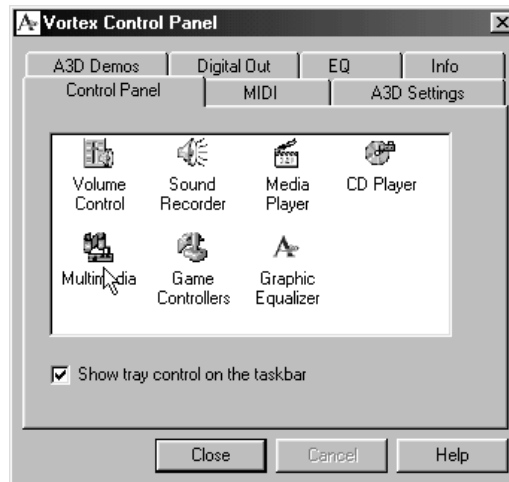 Vortex Control Panel
A3D Demos Digital Out EQ Info
Control Panel MIDI A3D Settings
Volume Control
Sound Recorder
Media Player
CD Player
Multimedia
Game Controllers
Graphic Equalizer
Show tray control on the taskbar
Close Cancel Help